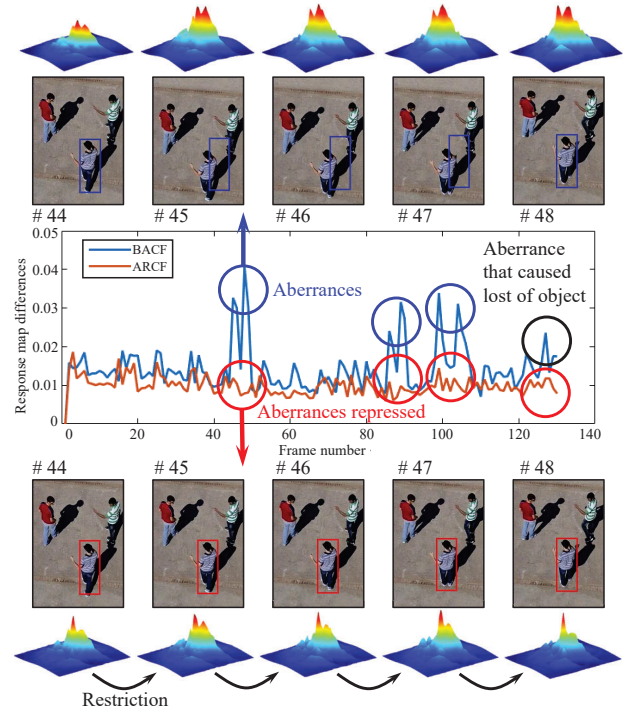 # 44
# 45
# 46
# 47
# 48
0.05
0.04
0.03
0.02
0.01
0
Response map differences
BACF
ARCF
Aberrances
Aberrance
that caused
lost of object
Aberrances repressed
0
20
40
60
80
100
120
140
Frame number
# 44
# 45
# 46
# 47
# 48
Restriction